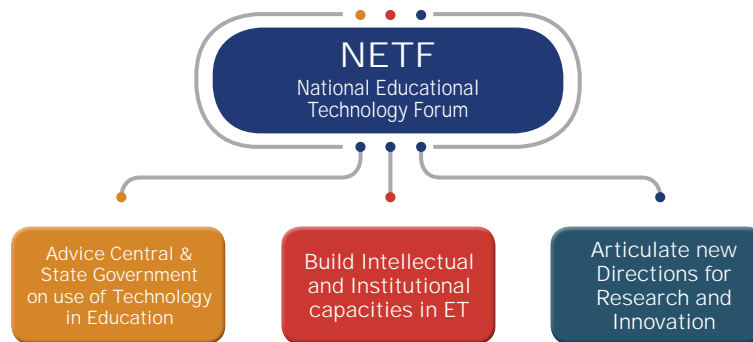 NETF
National Educational
Technology Forum
Advice Central &
State Government
on use of Technology
in Education
Build Intellectual
and Institutional
capacities in ET
Articulate new
Directions for
Research and
Innovation